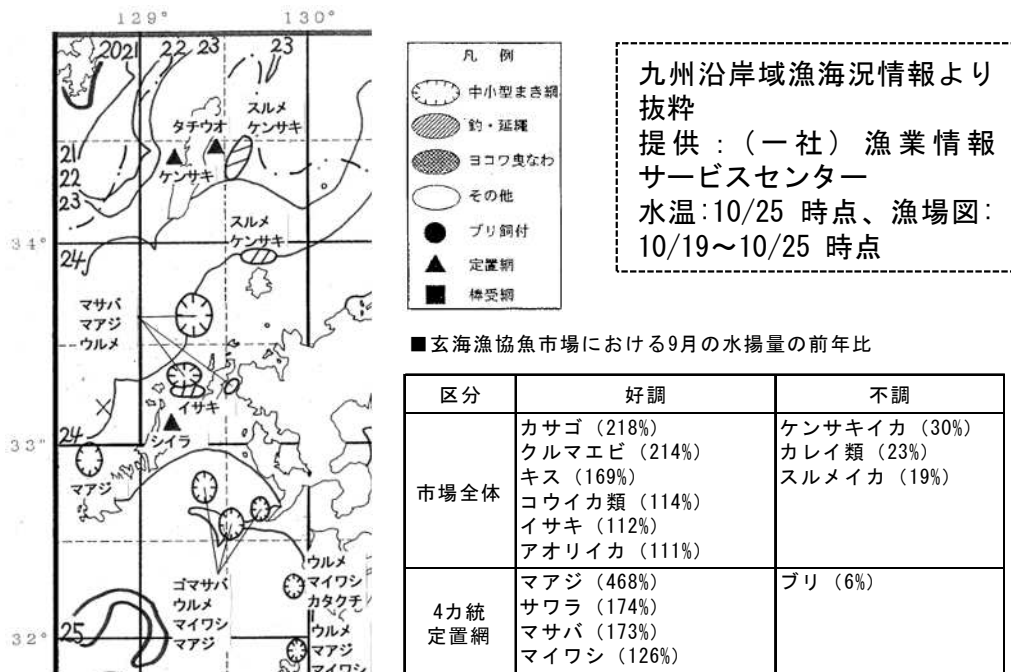 129° 130°
20 21 22 23 23
スルメ
ケンサキ
タチウオ
ケンサキ
21
22
23
スルメ
ケンサキ
34°
24
マサバ
マアジ
ウルメ
イサキ
シイラ
24
33°
マアジ
ゴマサバ
ウルメ
マイワシ
マアジ
ウルメ
マイワシ
カタクチ
25
32°
ウルメ
マアジ
マイワシ
凡 例
中小型まき網
釣・延縄
ヨコワ曳なわ
その他
ブリ飼付
定置網
棒受網
九州沿岸域漁海況情報より
抜粋
提供:(一社)漁業情報
サービスセンター
水温:10/25 時点、漁場図:
10/19~10/25 時点
■玄海漁協魚市場における9月の水揚量の前年比
区分 好調 不調
市場全体
カサゴ (218%)
クルマエビ (214%)
キス (169%)
コウイカ類 (114%)
イサキ (112%)
アオリイカ (111%)
ケンサキイカ (30%)
カレイ類 (23%)
スルメイカ (19%)
4カ統
定置網
マアジ (468%)
サワラ (174%)
マサバ (173%)
マイワシ (126%)
ブリ (6%)